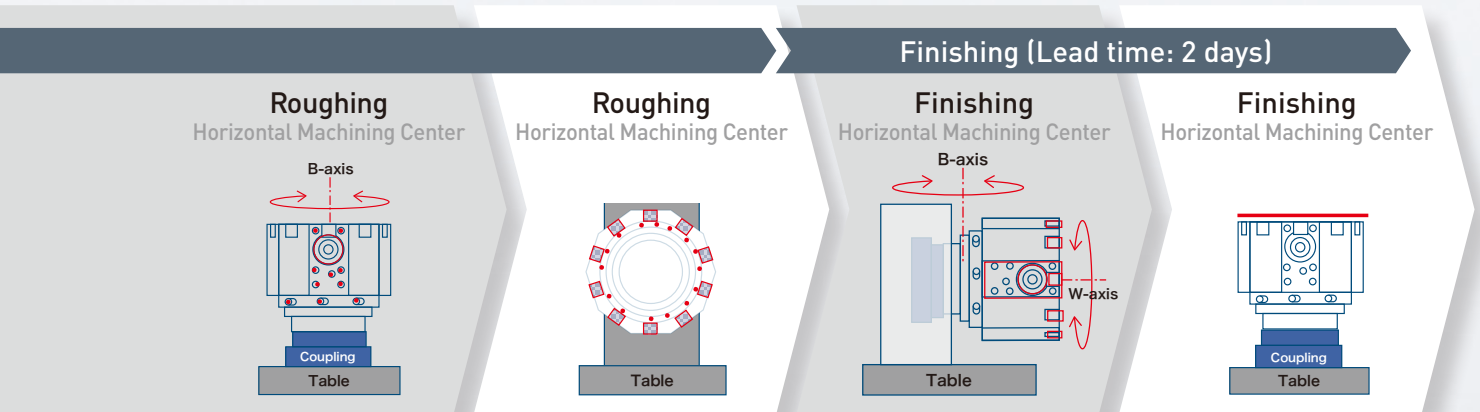 Finishing (Lead time: 2 days)
Roughing
Horizontal Machining Center
B-axis
Coupling
Table
Roughing
Horizontal Machining Center
Table
Finishing
Horizontal Machining Center
B-axis
W-axis
Table
Finishing
Horizontal Machining Center
Coupling
Table